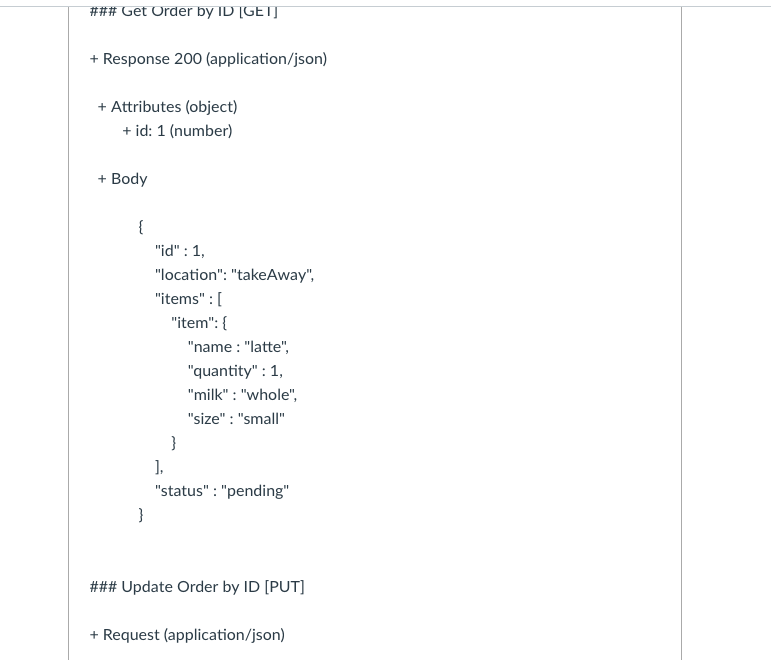 ### Get Order by ID [GET]
+ Response 200 (application/json)
+ Attributes (object)
+ id: 1 (number)
+ Body
{
"id" : 1,
"location": "takeAway",
"items" : [
"item": {
"name : "latte",
"quantity" : 1,
"milk" : "whole",
"size" : "small"
}
],
"status" : "pending"
}
### Update Order by ID [PUT]
+ Request (application/json)